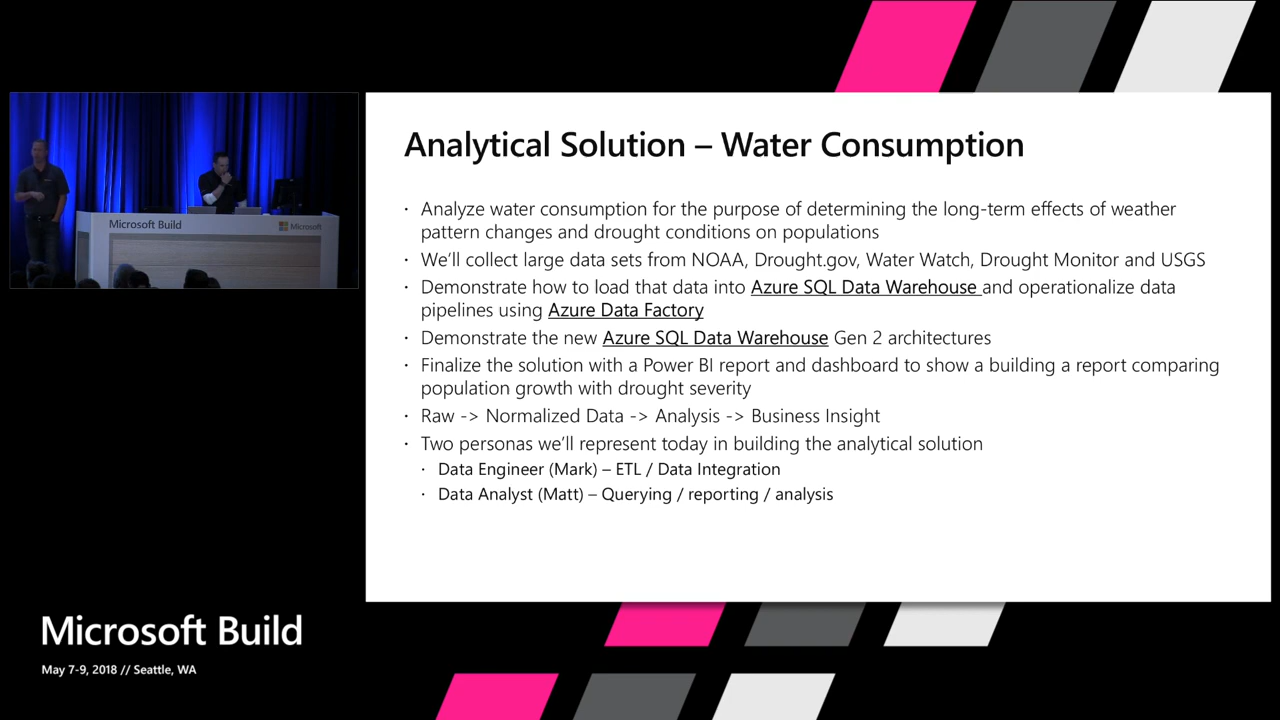 Microsoft Build
Microsoft
Analytical Solution – Water Consumption
· Analyze water consumption for the purpose of determining the long-term effects of weather
pattern changes and drought conditions on populations
· We'll collect large data sets from NOAA, Drought.gov, Water Watch, Drought Monitor and USGS
· Demonstrate how to load that data into Azure SQL Data Warehouse and operationalize data
pipelines using Azure Data Factory
· Demonstrate the new Azure SQL Data Warehouse Gen 2 architectures
· Finalize the solution with a Power BI report and dashboard to show a building a report comparing
population growth with drought severity
· Raw -> Normalized Data -> Analysis -> Business Insight
· Two personas we'll represent today in building the analytical solution
· Data Engineer (Mark) – ETL / Data Integration
· Data Analyst (Matt) – Querying / reporting / analysis
Microsoft Build
May 7-9, 2018 // Seattle, WA